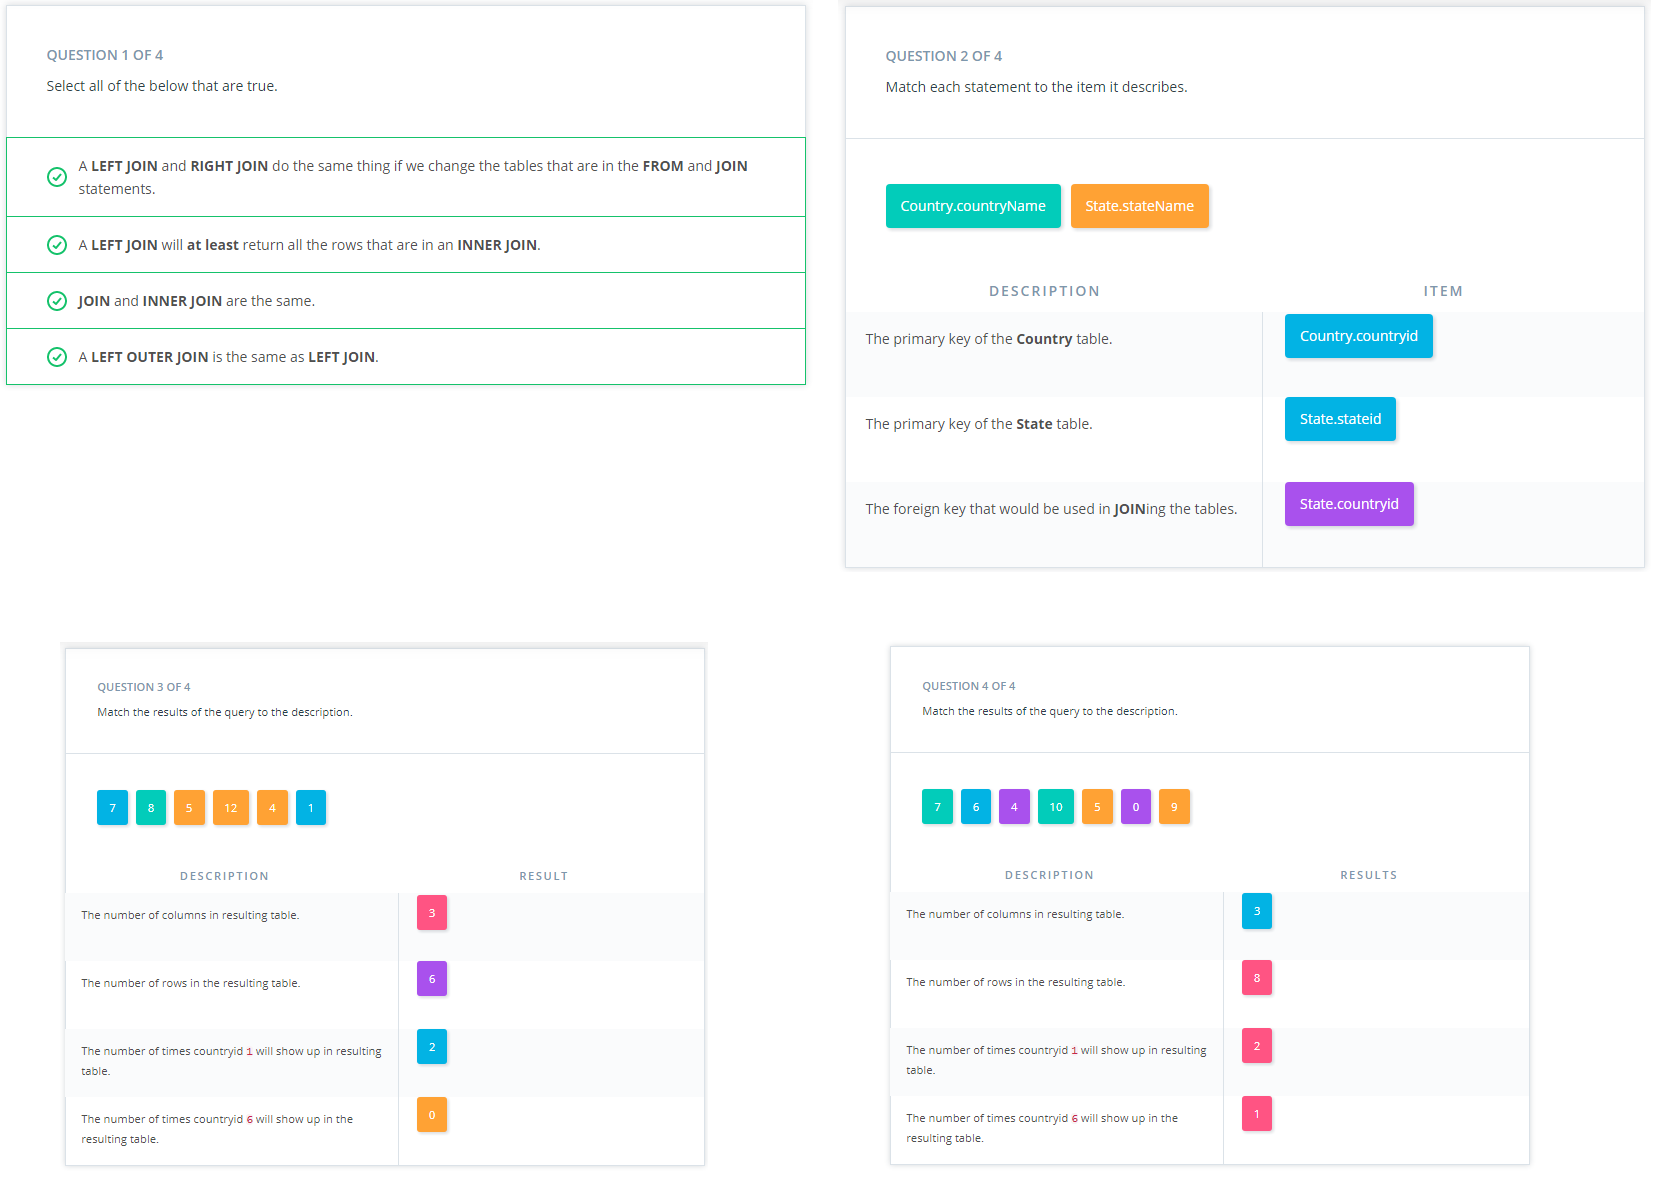 QUESTION 1 OF 4
Select all of the below that are true.
A LEFT JOIN and RIGHT JOIN do the same thing if we change the tables that are in the FROM and JOIN
statements.
A LEFT JOIN will at least return all the rows that are in an INNER JOIN.
JOIN and INNER JOIN are the same.
A LEFT OUTER JOIN is the same as LEFT JOIN.
QUESTION 2 OF 4
Match each statement to the item it describes.
Country.countryName State.stateName
DESCRIPTION ITEM
The primary key of the Country table. Country.countryid
The primary key of the State table. State.stateid
The foreign key that would be used in JOINing the tables. State.countryid
QUESTION 3 OF 4
Match the results of the query to the description.
7 8 5 12 4 1
DESCRIPTION RESULT
The number of columns in resulting table. 3
The number of rows in the resulting table. 6
The number of times countryid 1 will show up in resulting 2
table.
The number of times countryid 6 will show up in the 0
resulting table.
QUESTION 4 OF 4
Match the results of the query to the description.
7 6 4 10 5 0 9
DESCRIPTION RESULTS
The number of columns in resulting table. 3
The number of rows in the resulting table. 8
The number of times countryid 1 will show up in resulting 2
table.
The number of times countryid 6 will show up in the 1
resulting table.